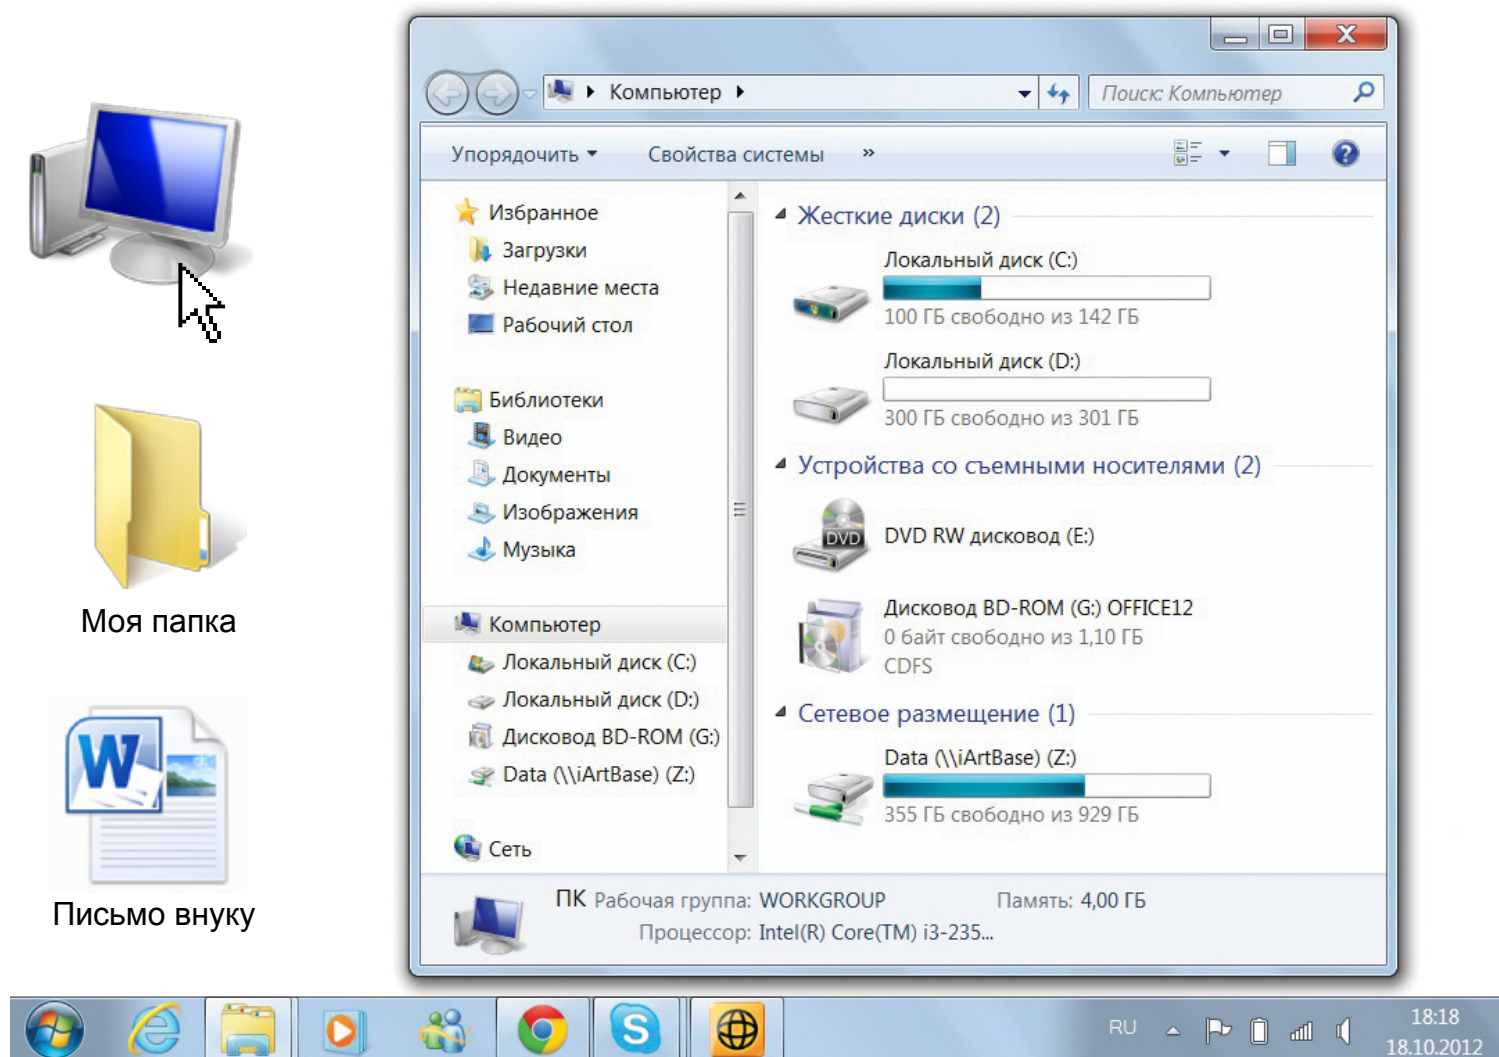 Компьютер
Поиск: Компьютер
Упорядочить
Свойства системы
»
Избранное
Загрузки
Недавние места
Рабочий стол
Библиотеки
Видео
Документы
Изображения
Музыка
Компьютер
Локальный диск (C:)
Локальный диск (D:)
Дисковод BD-ROM (G:)
Data (\\iArtBase) (Z:)
Сеть
Жесткие диски (2)
Локальный диск (C:)
100 ГБ свободно из 142 ГБ
Локальный диск (D:)
300 ГБ свободно из 301 ГБ
Устройства со съемными носителями (2)
DVD
DVD RW дисковод (E:)
Дисковод BD-ROM (G:) OFFICE12
0 байт свободно из 1,10 ГБ
CDFS
Сетевое размещение (1)
Data (\\iArtBase) (Z:)
355 ГБ свободно из 929 ГБ
ПК Рабочая группа: WORKGROUP Память: 4,00 ГБ
Процессор: Intel(R) Core(TM) i3-235...
Моя папка
W
Письмо внуку
S
RU
18:18
18.10.2012